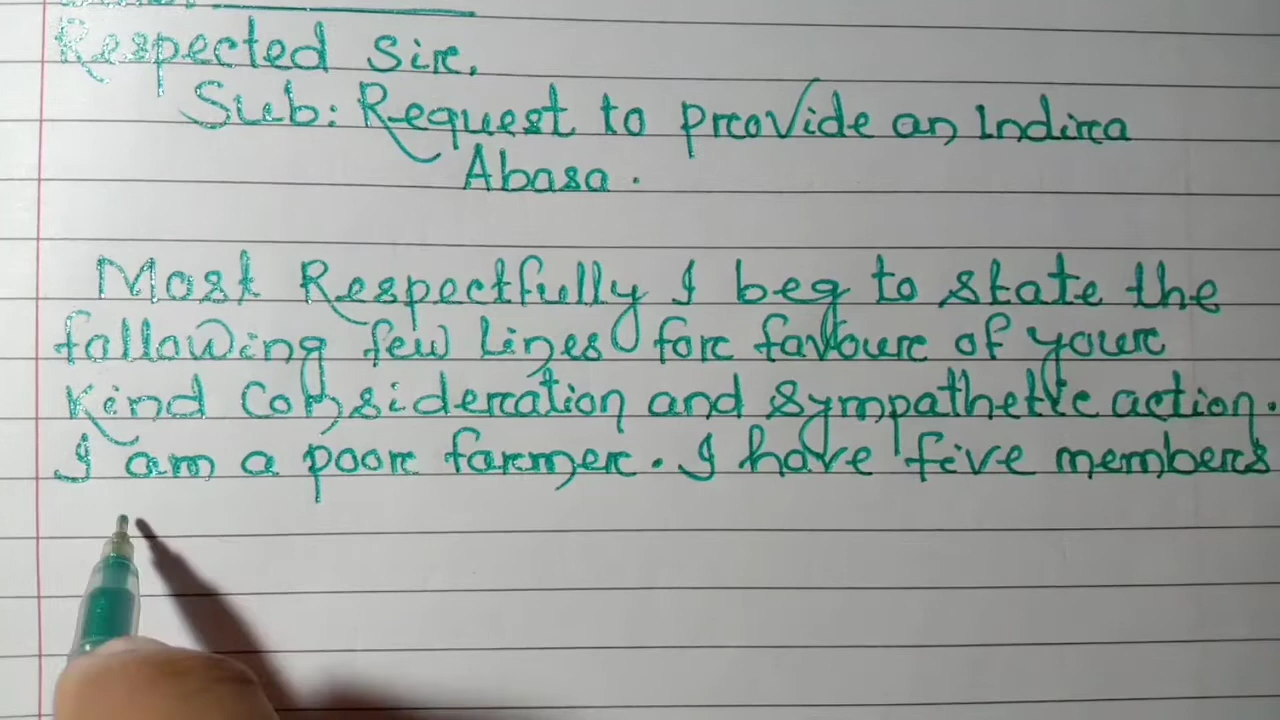 Respected Sir,
Sub: Request to provide an Indira
Abasa.
Most Respectfully I beg to state the
following few lines for favour of your
Kind Consideration and sympathetic action.
I am a poor farmer. I have five members